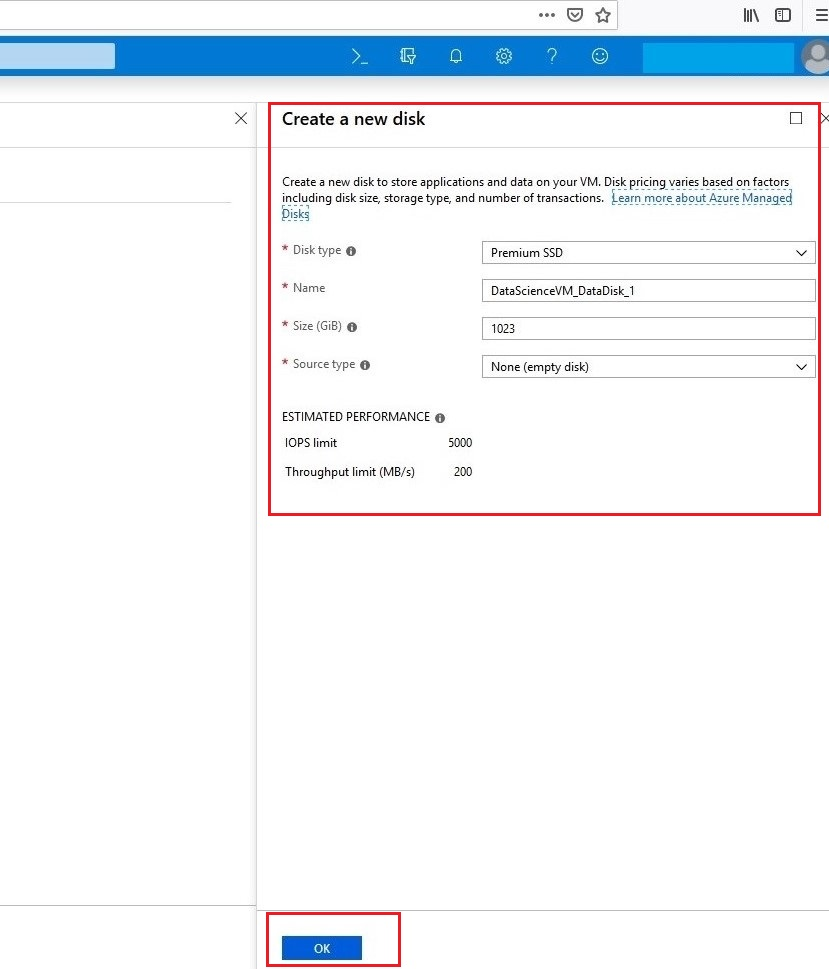 Create a new disk
Create a new disk to store applications and data on your VM. Disk pricing varies based on factors
including disk size, storage type, and number of transactions. Learn more about Azure Managed
Disks
* Disk type
Premium SSD
* Name
DataScienceVM_DataDisk_1
* Size (GiB)
1023
* Source type
None (empty disk)
ESTIMATED PERFORMANCE
IOPS limit 5000
Throughput limit (MB/s) 200
OK